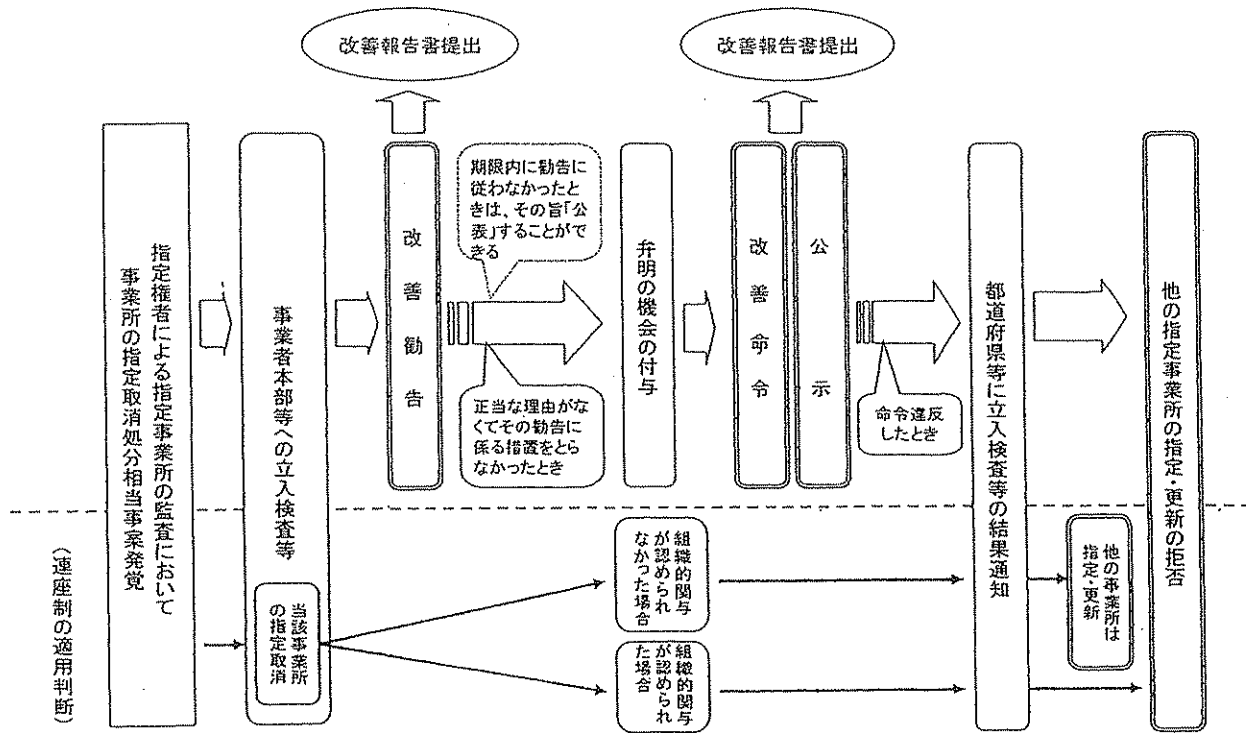 改善報告書提出
改善報告書提出
指定権者による指定事業所の監査において
事業所の指定取消処分相当事案発覚
事業者本部等への立入検査等
改善勧告
期限内に勧告に
従わなかったと
きは、その旨「公
表」することがで
きる
正当な理由がな
くてその勧告に
係る措置をとら
なかったとき
弁明の機会の付与
改善命令
公示
命令違反
したとき
都道府県等に立入検査等の結果通知
他の指定事業所の指定・更新の拒否
(連座制の適用判断)
当該事業所
の指定取消
組織的関与
が認められ
なかった場合
組織的関与
が認められ
た場合
他の事業所は
指定・更新